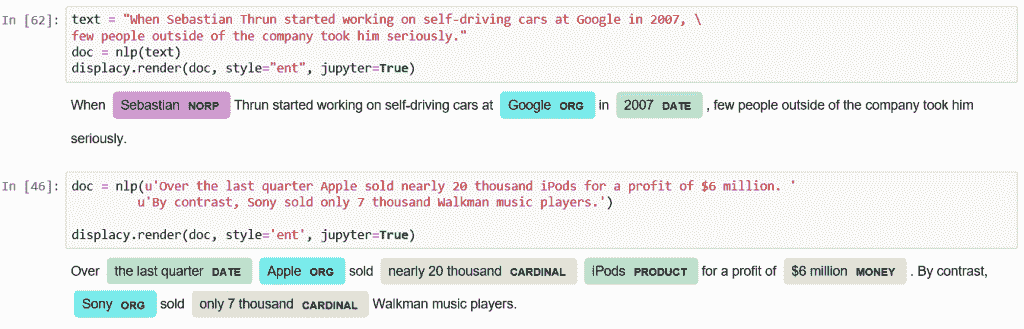 In [62]: text = "When Sebastian Thrun started working on self-driving cars at Google in 2007, \
few people outside of the company took him seriously."
doc = nlp(text)
displacy.render(doc, style="ent", jupyter=True)
When Sebastian NORP Thrun started working on self-driving cars at Google ORG in 2007 DATE , few people outside of the company took him
seriously.
In [46]: doc = nlp(u'Over the last quarter Apple sold nearly 20 thousand iPods for a profit of $6 million. '
u'By contrast, Sony sold only 7 thousand Walkman music players.')
displacy.render(doc, style='ent', jupyter=True)
Over the last quarter DATE Apple ORG sold nearly 20 thousand CARDINAL iPods PRODUCT for a profit of $6 million MONEY . By contrast,
Sony ORG sold only 7 thousand CARDINAL Walkman music players.